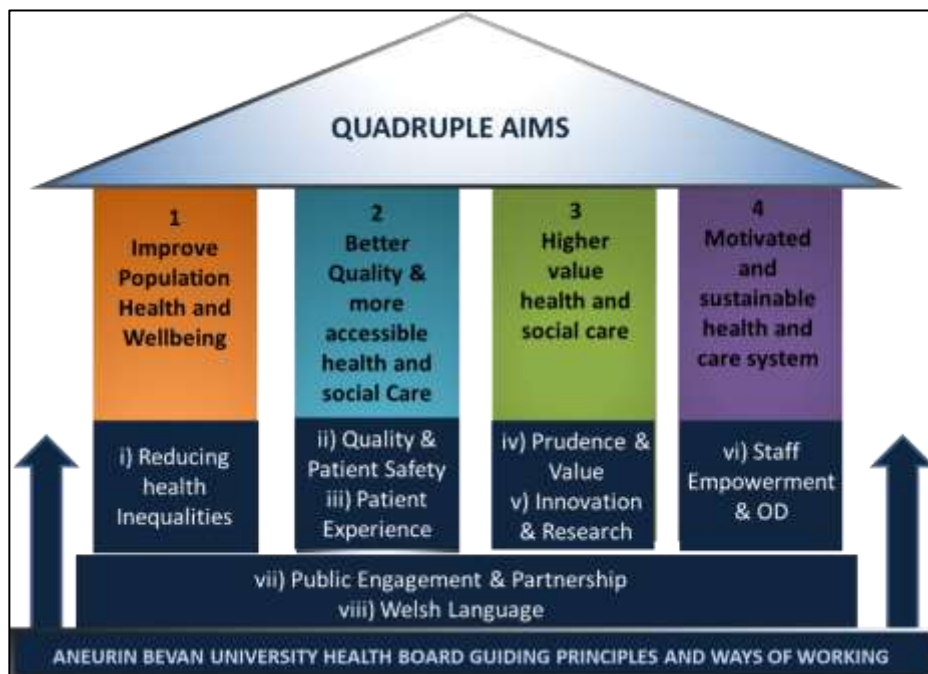 QUADRUPLE AIMS
1
Improve
Population
Health and
Wellbeing
2
Better
Quality &
more
accessible
health and
social Care
3
Higher
value
health and
social care
4
Motivated
and
sustainable
health and
care system
i) Reducing
health
Inequalities
ii) Quality &
Patient Safety
iii) Patient
Experience
iv) Prudence &
Value
v) Innovation
& Research
vi) Staff
Empowerment
& OD
vii) Public Engagement & Partnership
viii) Welsh Language
ANEURIN BEVAN UNIVERSITY HEALTH BOARD GUIDING PRINCIPLES AND WAYS OF WORKING